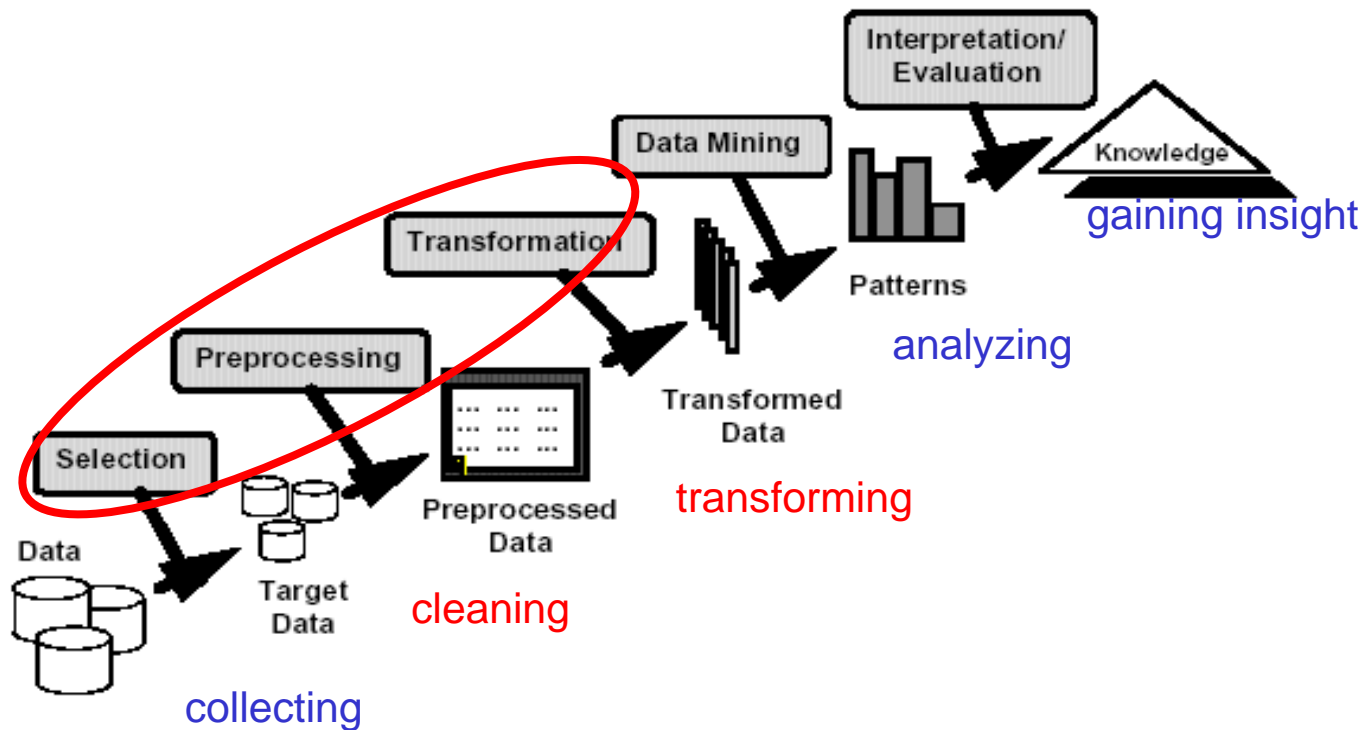 Interpretation/
Evaluation
Data Mining
Knowledge
gaining insight
Transformation
Patterns
analyzing
Preprocessing
Transformed
Data
Selection
... ... ...
... ... ...
... ... ...
transforming
Preprocessed
Data
Data
Target
Data
cleaning
collecting